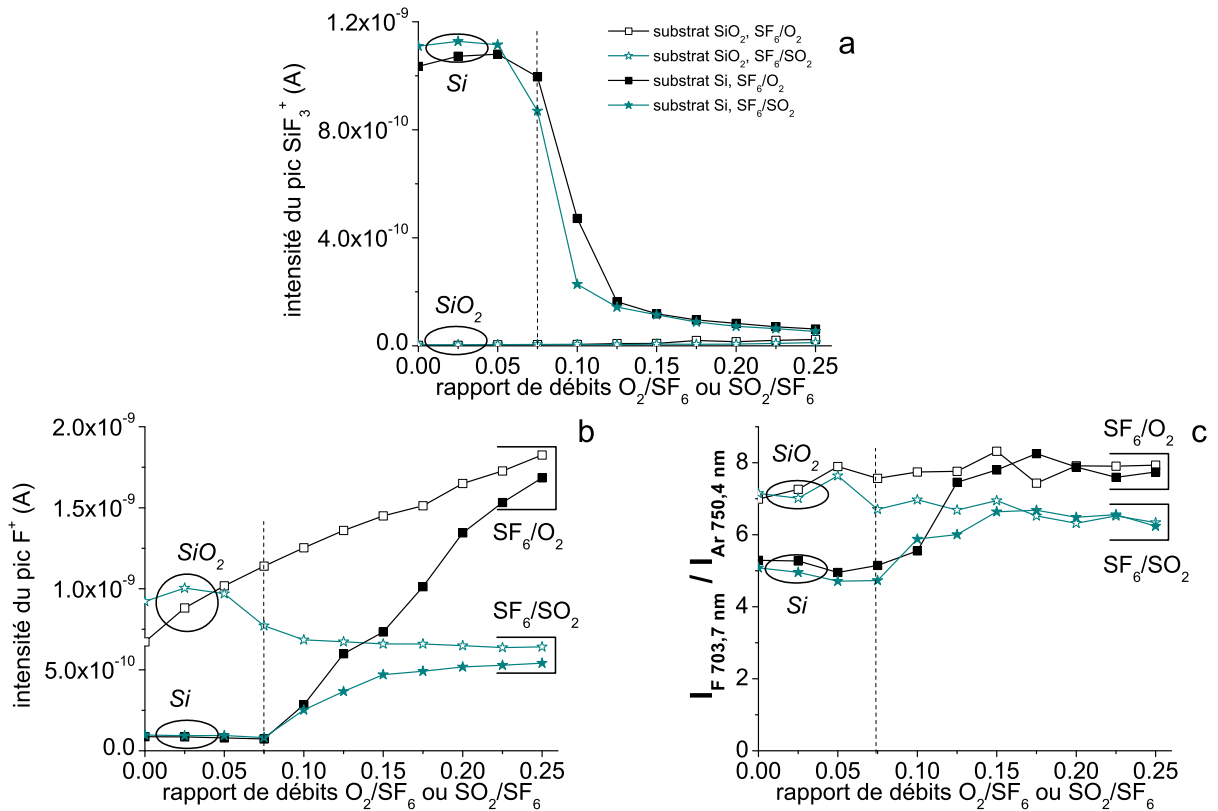 a
intensité du pic SiF₃⁺ (A)
1.2x10⁻⁹
8.0x10⁻¹⁰
4.0x10⁻¹⁰
0.0
substrat SiO₂, SF₆/O₂
substrat SiO₂, SF₆/SO₂
substrat Si, SF₆/O₂
substrat Si, SF₆/SO₂
Si
SiO₂
0.00 0.05 0.10 0.15 0.20 0.25
rapport de débits O₂/SF₆ ou SO₂/SF₆
b
intensité du pic F⁺ (A)
2.0x10⁻⁹
1.5x10⁻⁹
1.0x10⁻⁹
5.0x10⁻¹⁰
0.0
SiO₂
Si
SF₆/O₂
SF₆/SO₂
0.00 0.05 0.10 0.15 0.20 0.25
rapport de débits O₂/SF₆ ou SO₂/SF₆
c
I F 703,7 nm / I Ar 750,4 nm
8
6
4
2
0
SiO₂
Si
SF₆/O₂
SF₆/SO₂
0.00 0.05 0.10 0.15 0.20 0.25
rapport de débits O₂/SF₆ ou SO₂/SF₆